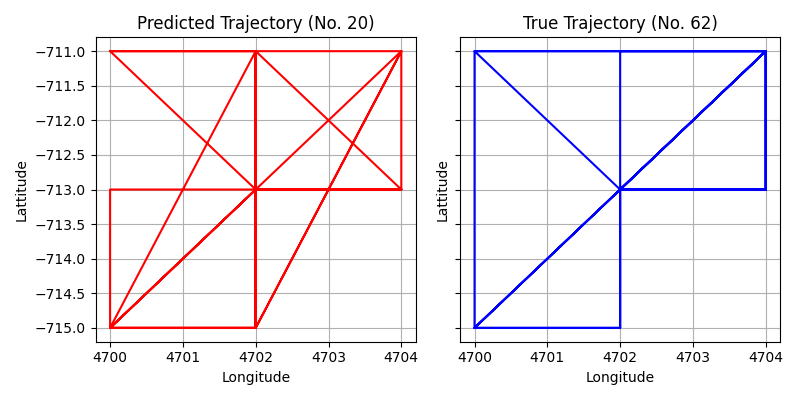 Predicted Trajectory (No. 20)
True Trajectory (No. 62)
Lattitude
−711.0
−711.5
−712.0
−712.5
−713.0
−713.5
−714.0
−714.5
−715.0
4700 4701 4702 4703 4704
Longitude
Lattitude
4700 4701 4702 4703 4704
Longitude